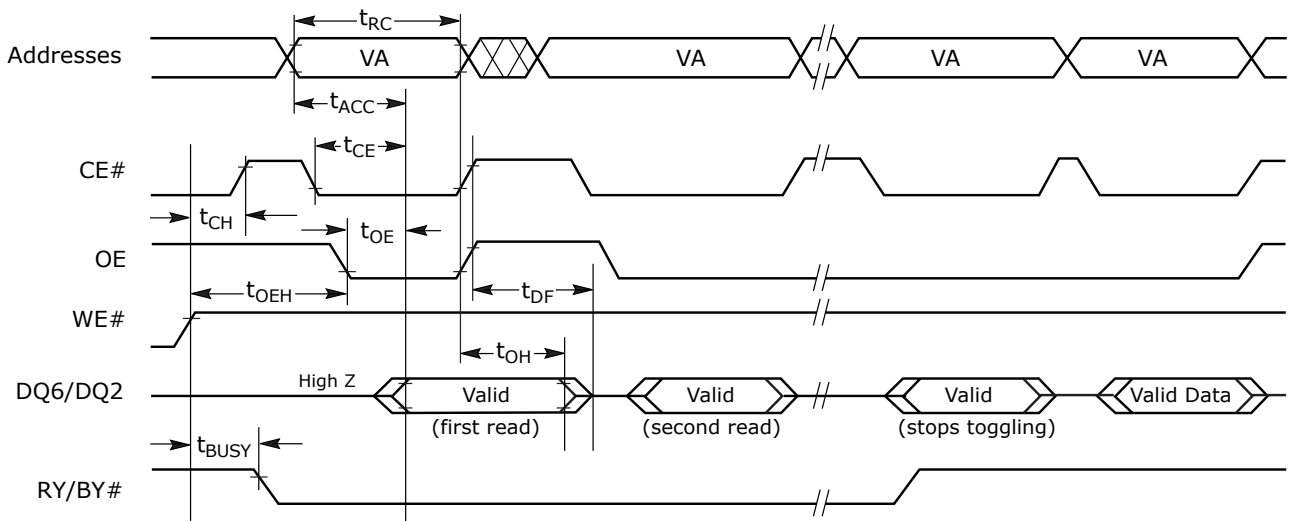 tRC
Addresses VA VA VA VA
tACC
tCE
CE#
tCH tOE
OE
tOEH tDF
WE#
tOH
DQ6/DQ2 High Z Valid Valid Valid Valid Data
(first read) (second read) (stops toggling)
tBUSY
RY/BY#